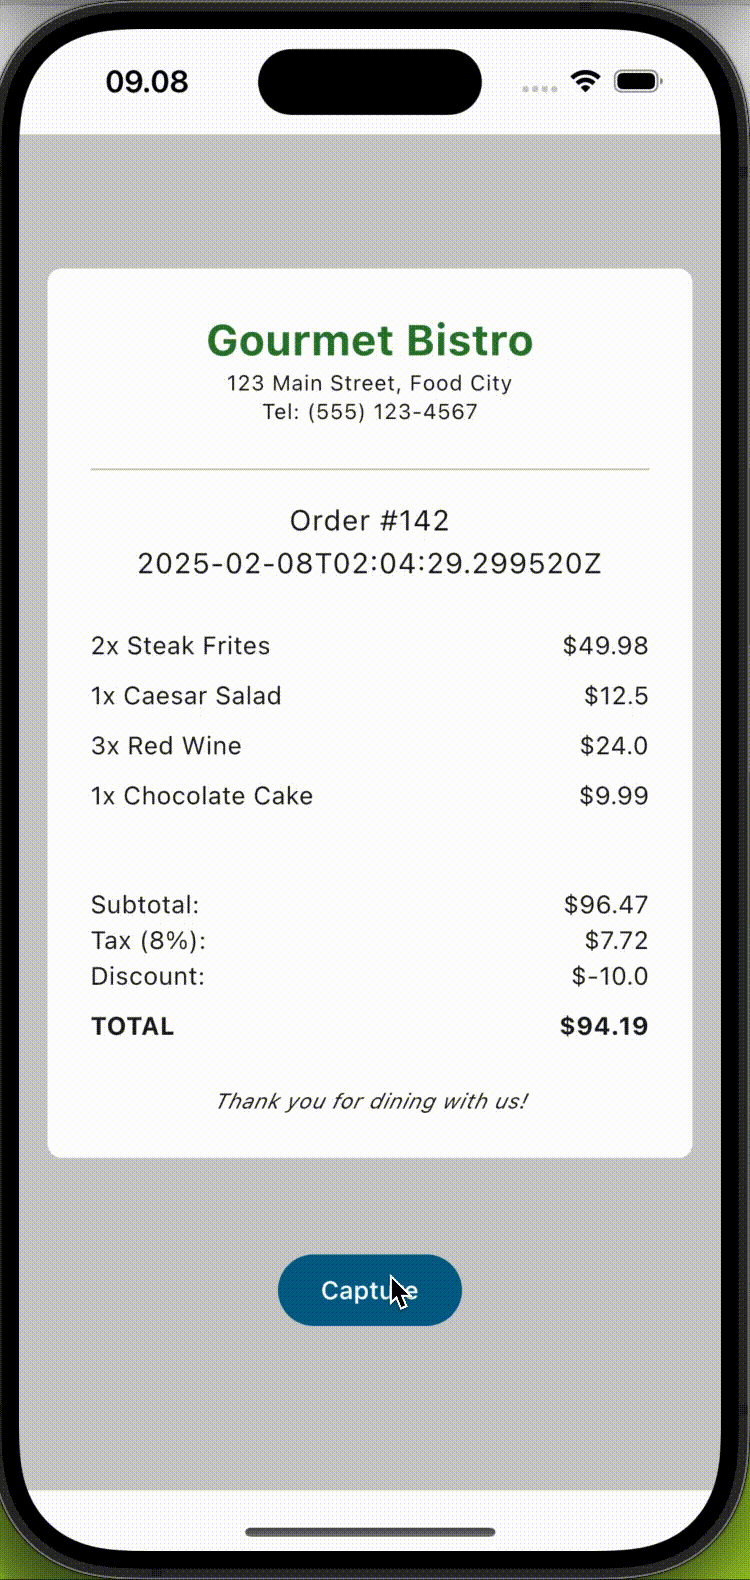 09.08
Gourmet Bistro
123 Main Street, Food City
Tel: (555) 123-4567
Order #142
2025-02-08T02:04:29.299520Z
2x Steak Frites $49.98
1x Caesar Salad $12.5
3x Red Wine $24.0
1x Chocolate Cake $9.99
Subtotal: $96.47
Tax (8%): $7.72
Discount: $-10.0
TOTAL $94.19
Thank you for dining with us!
Capture